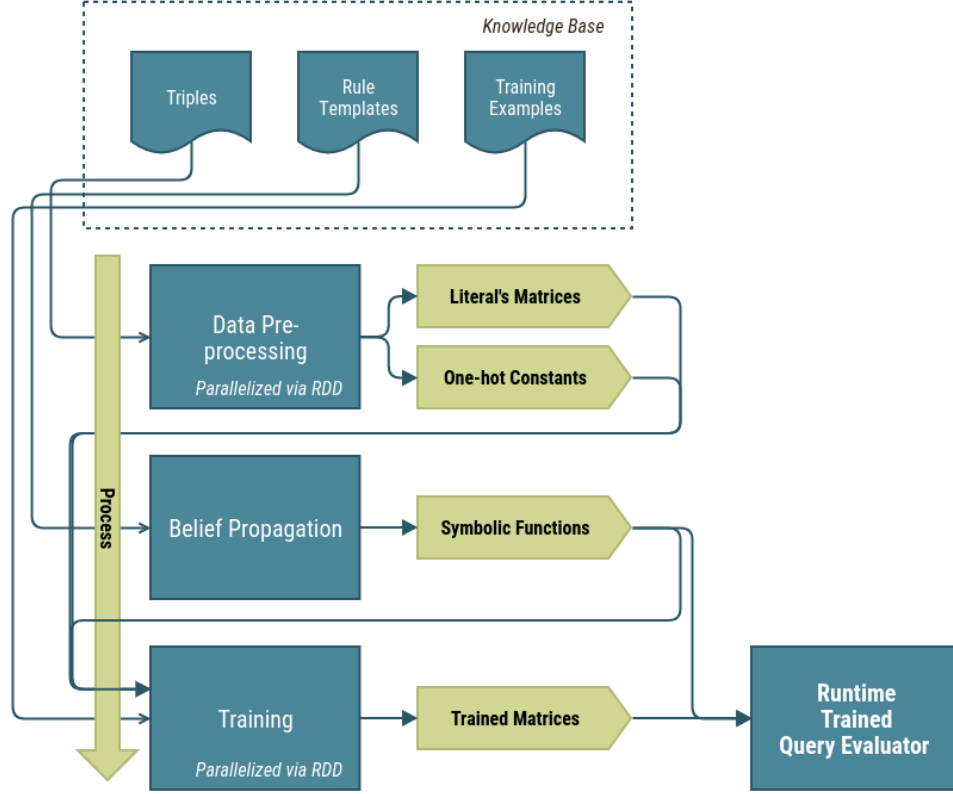 Knowledge Base
Triples
Rule
Templates
Training
Examples
Data Pre-
processing
Parallelized via RDD
Literal's Matrices
One-hot Constants
Process
Belief Propagation
Symbolic Functions
Training
Parallelized via RDD
Trained Matrices
Runtime
Trained
Query Evaluator